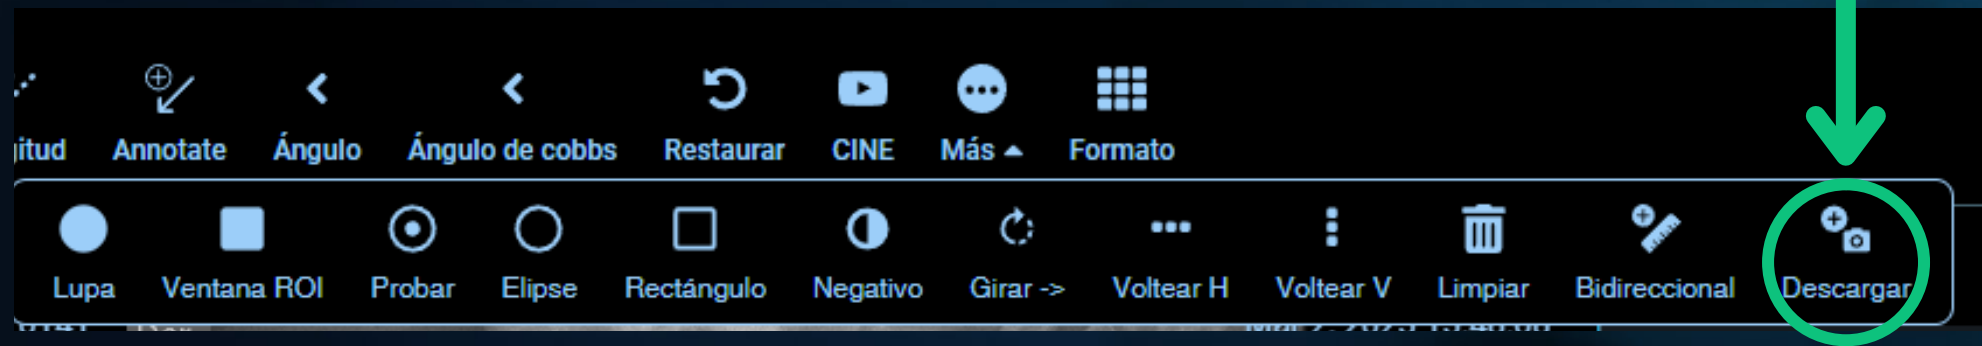 Annotate Ángulo Ángulo de cobbs Restaurar CINE Más Formato
Lupa Ventana ROI Probar Elipse Rectángulo Negativo Girar -> Voltear H Voltear V Limpiar Bidireccional Descargar